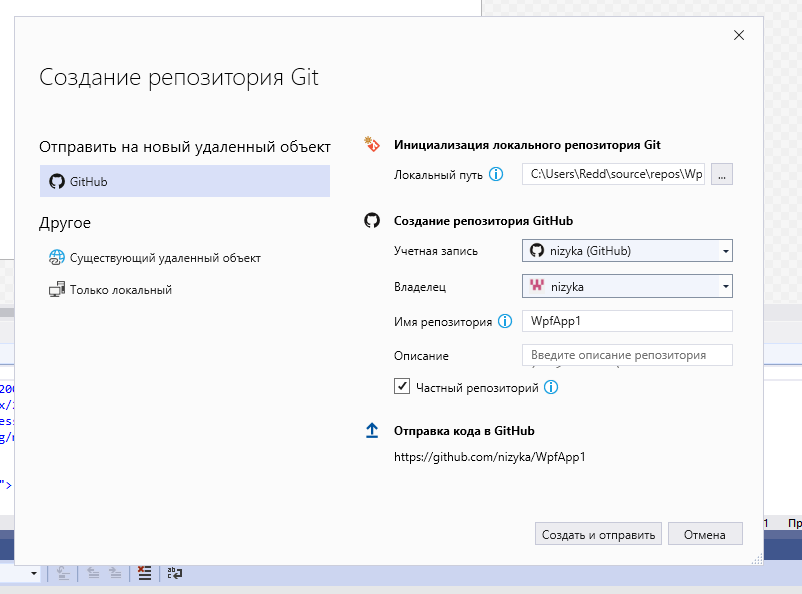 Создание репозитория Git
Отправить на новый удаленный объект
GitHub
Другое
Существующий удаленный объект
Только локальный
Инициализация локального репозитория Git
Локальный путь
C:\Users\Redd\source\repos\Wp
...
Создание репозитория GitHub
Учетная запись
nizyka (GitHub)
Владелец
nizyka
Имя репозитория
WpfApp1
Описание
Введите описание репозитория
Частный репозиторий
Отправка кода в GitHub
https://github.com/nizyka/WpfApp1
Создать и отправить
Отмена
">